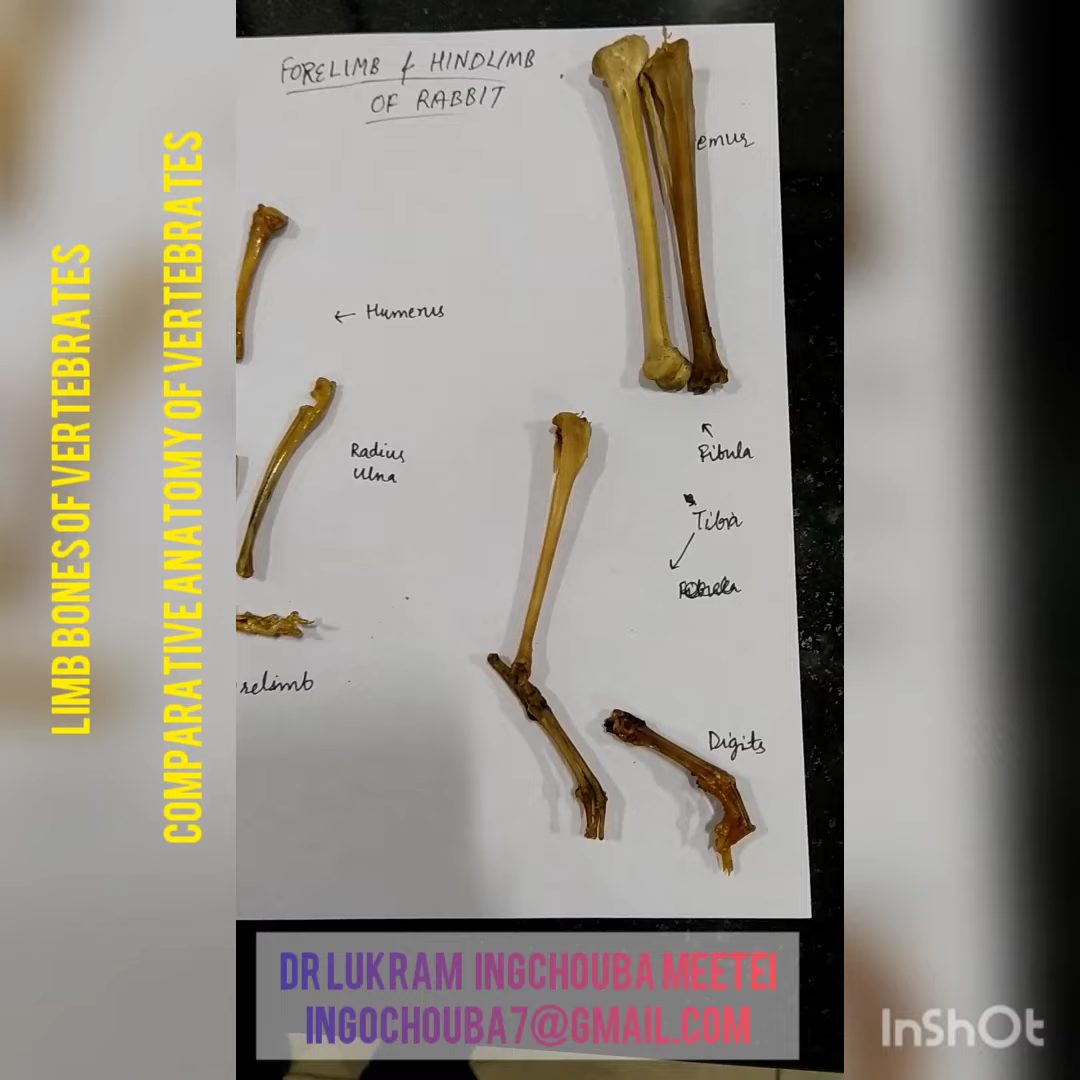 LIMB BONES OF VERTEBRATES
COMPARATIVE ANATOMY OF VERTEBRATES
FORELIMB & HINDLIMB
OF RABBIT
emur
← Humerus
Radius
Ulna
Fibula
Tibia
relimb
Digits
DR LUKRAM INGCHOUBA MEETEI
INGOCHOUBA7@GMAIL.COM
InShOt